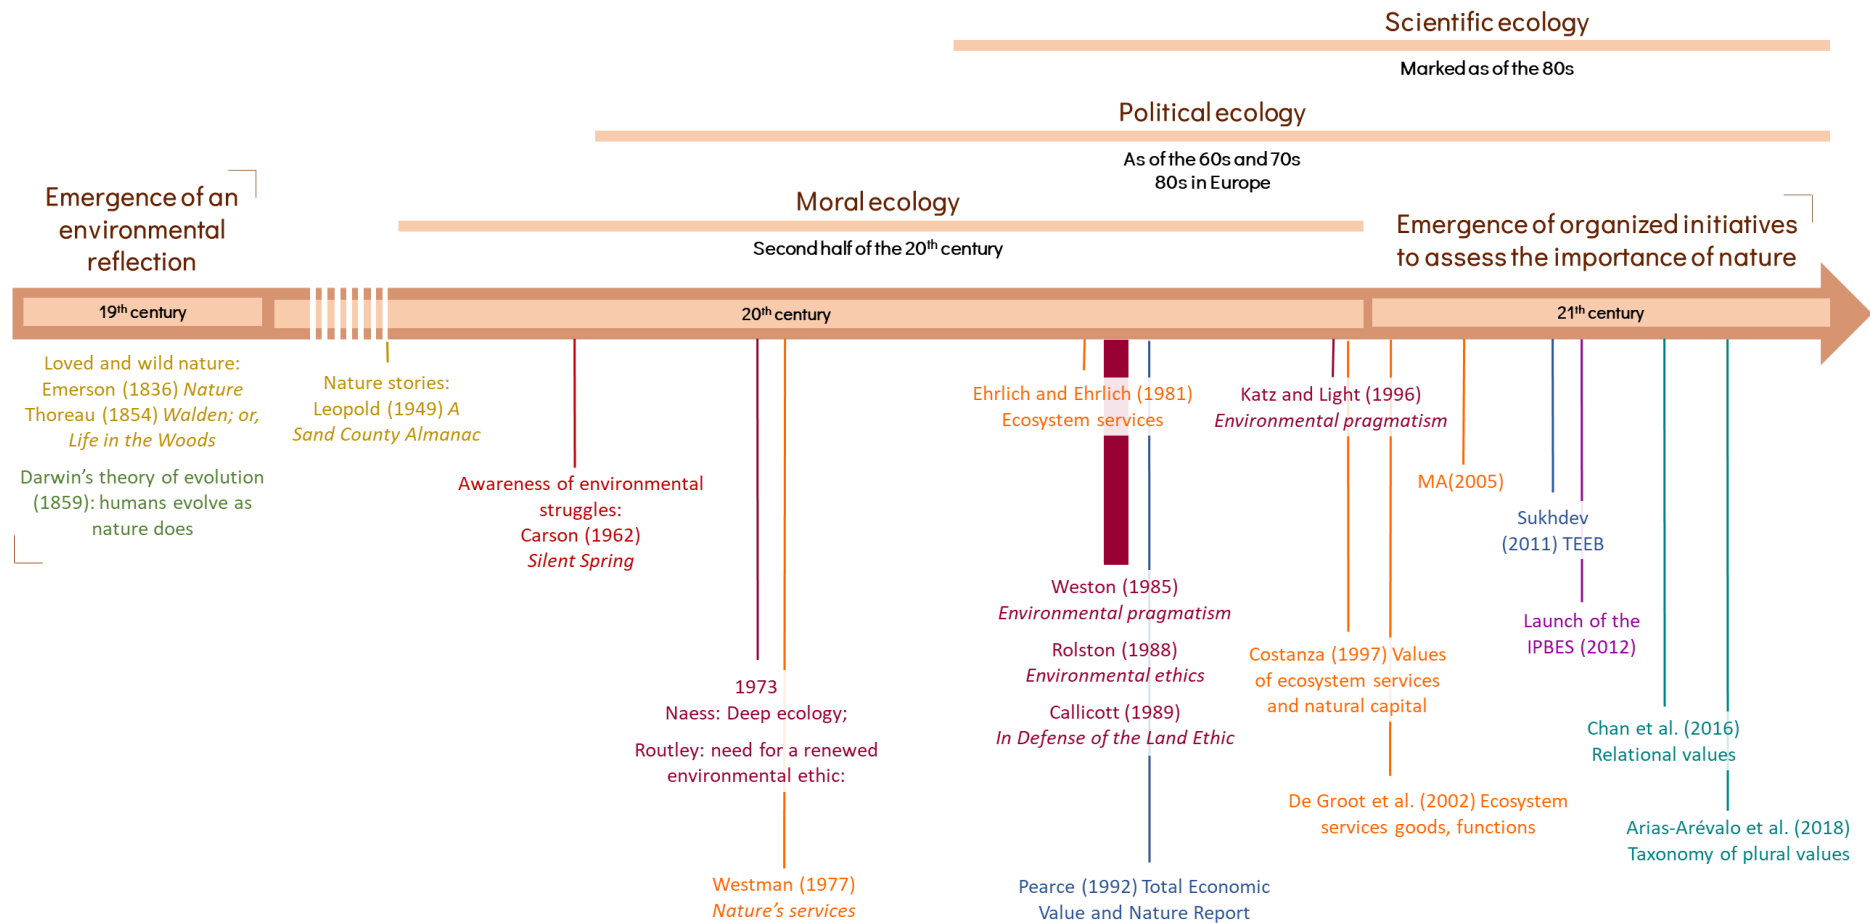 Scientific ecology
Marked as of the 80s
Political ecology
As of the 60s and 70s
80s in Europe
Moral ecology
Second half of the 20th century
Emergence of an
environmental
reflection
Emergence of organized initiatives
to assess the importance of nature
19th century
20th century
21th century
Loved and wild nature:
Emerson (1836) Nature
Thoreau (1854) Walden; or,
Life in the Woods
Darwin's theory of evolution
(1859): humans evolve as
nature does
Nature stories:
Leopold (1949) A
Sand County Almanac
Awareness of environmental
struggles:
Carson (1962)
Silent Spring
1973
Naess: Deep ecology;
Routley: need for a renewed
environmental ethic:
Westman (1977)
Nature's services
Ehrlich and Ehrlich (1981)
Ecosystem services
Weston (1985)
Environmental pragmatism
Rolston (1988)
Environmental ethics
Callicott (1989)
In Defense of the Land Ethic
Pearce (1992) Total Economic
Value and Nature Report
Katz and Light (1996)
Environmental pragmatism
Costanza (1997) Values
of ecosystem services
and natural capital
De Groot et al. (2002) Ecosystem
services goods, functions
MA(2005)
Sukhdev
(2011) TEEB
Launch of the
IPBES (2012)
Chan et al. (2016)
Relational values
Arias-Arévalo et al. (2018)
Taxonomy of plural values